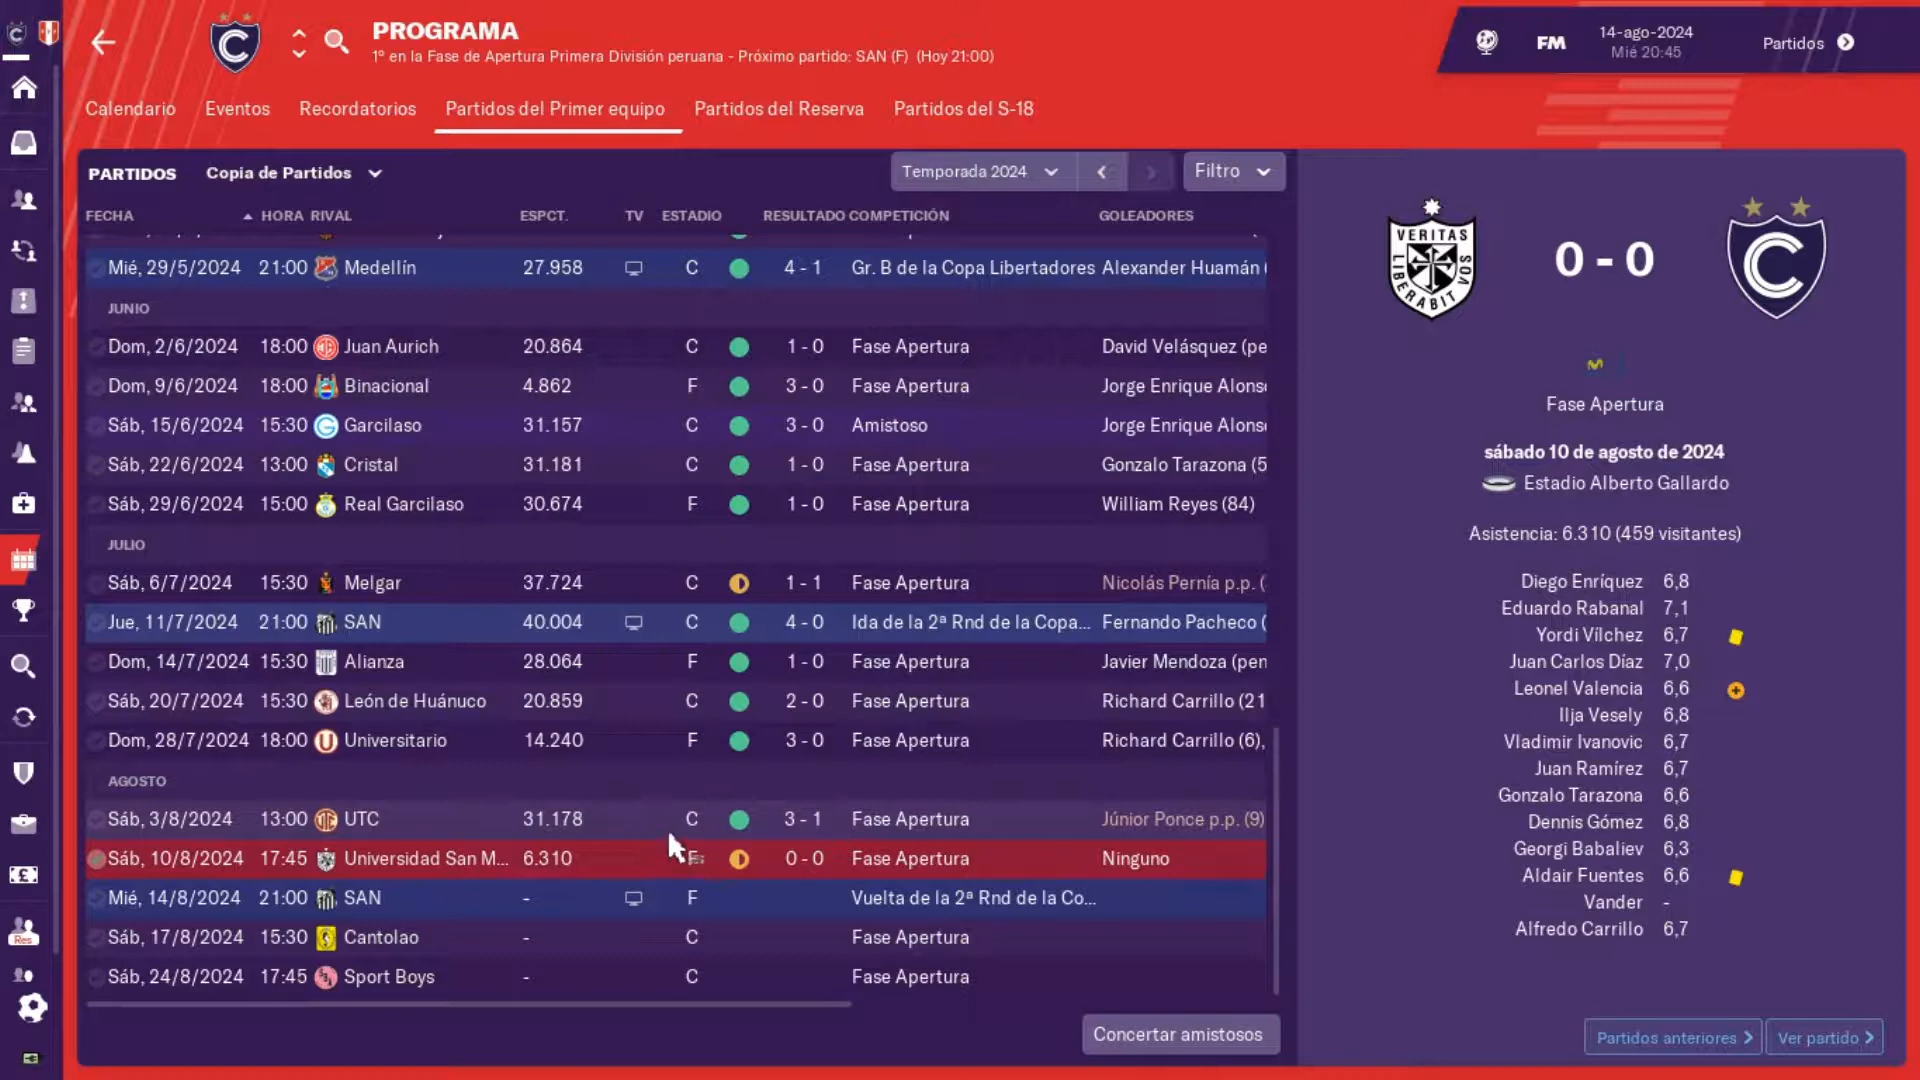 PROGRAMA
1º en la Fase de Apertura Primera División peruana - Próximo partido: SAN (F) (Hoy 21:00)
FM
14-ago-2024
Mié 20:45
Partidos
Calendario Eventos Recordatorios Partidos del Primer equipo Partidos del Reserva Partidos del S-18
PARTIDOS Copia de Partidos Temporada 2024 Filtro
FECHA HORA RIVAL ESPCT. TV ESTADIO RESULTADO COMPETICIÓN GOLEADORES
Mié, 29/5/2024 21:00 Medellín 27.958 C 4 - 1 Gr. B de la Copa Libertadores Alexander Huamán
JUNIO
Dom, 2/6/2024 18:00 Juan Aurich 20.864 C 1 - 0 Fase Apertura David Velásquez (pe
Dom, 9/6/2024 18:00 Binacional 4.862 F 3 - 0 Fase Apertura Jorge Enrique Alons
Sáb, 15/6/2024 15:30 Garcilaso 31.157 C 3 - 0 Amistoso Jorge Enrique Alons
Sáb, 22/6/2024 13:00 Cristal 31.181 C 1 - 0 Fase Apertura Gonzalo Tarazona (5
Sáb, 29/6/2024 15:00 Real Garcilaso 30.674 F 1 - 0 Fase Apertura William Reyes (84)
JULIO
Sáb, 6/7/2024 15:30 Melgar 37.724 C 1 - 1 Fase Apertura Nicolás Pernía p.p. (
Jue, 11/7/2024 21:00 SAN 40.004 C 4 - 0 Ida de la 2ª Rnd de la Copa... Fernando Pacheco (
Dom, 14/7/2024 15:30 Alianza 28.064 F 1 - 0 Fase Apertura Javier Mendoza (pen
Sáb, 20/7/2024 15:30 León de Huánuco 20.859 C 2 - 0 Fase Apertura Richard Carrillo (21
Dom, 28/7/2024 18:00 Universitario 14.240 F 3 - 0 Fase Apertura Richard Carrillo (6),
AGOSTO
Sáb, 3/8/2024 13:00 UTC 31.178 C 3 - 1 Fase Apertura Júnior Ponce p.p. (9)
Sáb, 10/8/2024 17:45 Universidad San M... 6.310 F 0 - 0 Fase Apertura Ninguno
Mié, 14/8/2024 21:00 SAN - F Vuelta de la 2ª Rnd de la Co...
Sáb, 17/8/2024 15:30 Cantolao - C Fase Apertura
Sáb, 24/8/2024 17:45 Sport Boys - C Fase Apertura
Concertar amistosos
VERITAS
LIBERABIT VOS
C
0 - 0
Fase Apertura
sábado 10 de agosto de 2024
Estadio Alberto Gallardo
Asistencia: 6.310 (459 visitantes)
Diego Enríquez 6,8
Eduardo Rabanal 7,1
Yordi Vílchez 6,7
Juan Carlos Díaz 7,0
Leonel Valencia 6,6
Ilja Vesely 6,8
Vladimir Ivanovic 6,7
Juan Ramírez 6,7
Gonzalo Tarazona 6,6
Dennis Gómez 6,8
Georgi Babaliev 6,3
Aldair Fuentes 6,6
Vander -
Alfredo Carrillo 6,7
Partidos anteriores Ver partido
Res